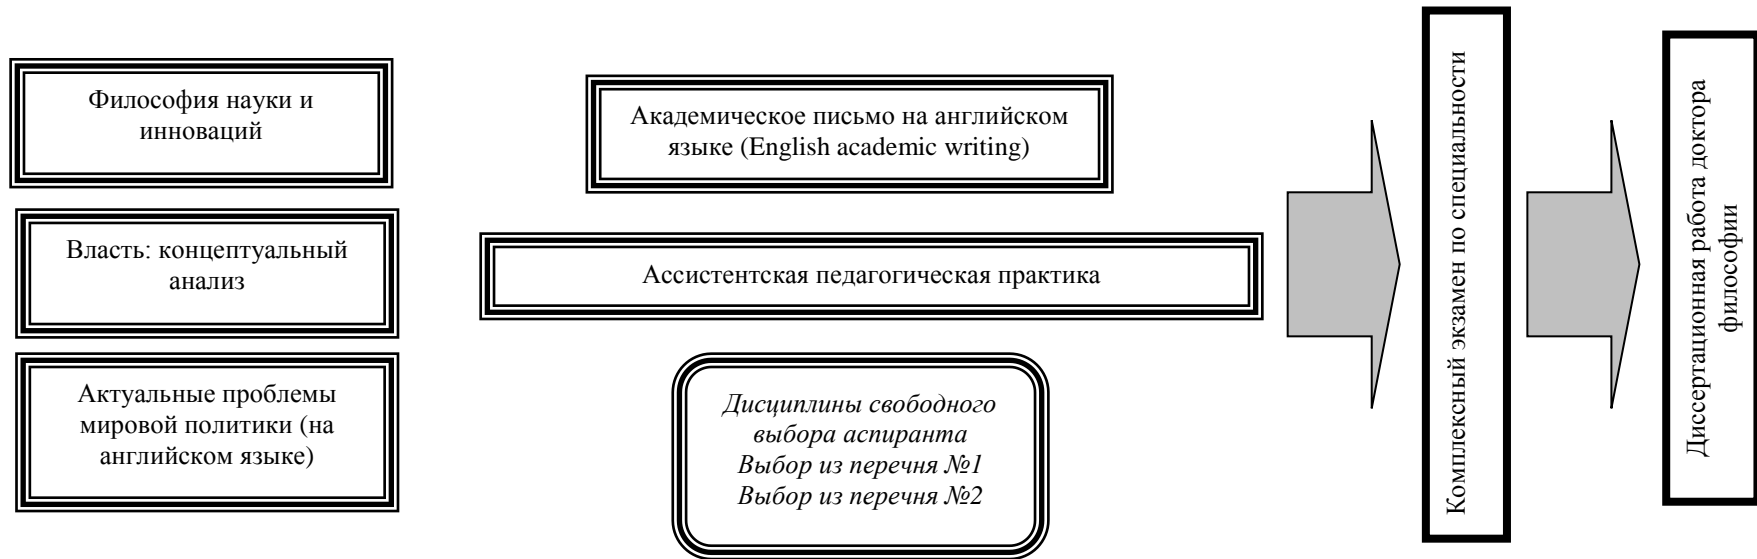 Философия науки и
инноваций
Академическое письмо на английском
языке (English academic writing)
Власть: концептуальный
анализ
Ассистентская педагогическая практика
Актуальные проблемы
мировой политики (на
английском языке)
Дисциплины свободного
выбора аспиранта
Выбор из перечня №1
Выбор из перечня №2
Комплексный экзамен по специальности
Диссертационная работа доктора
философии